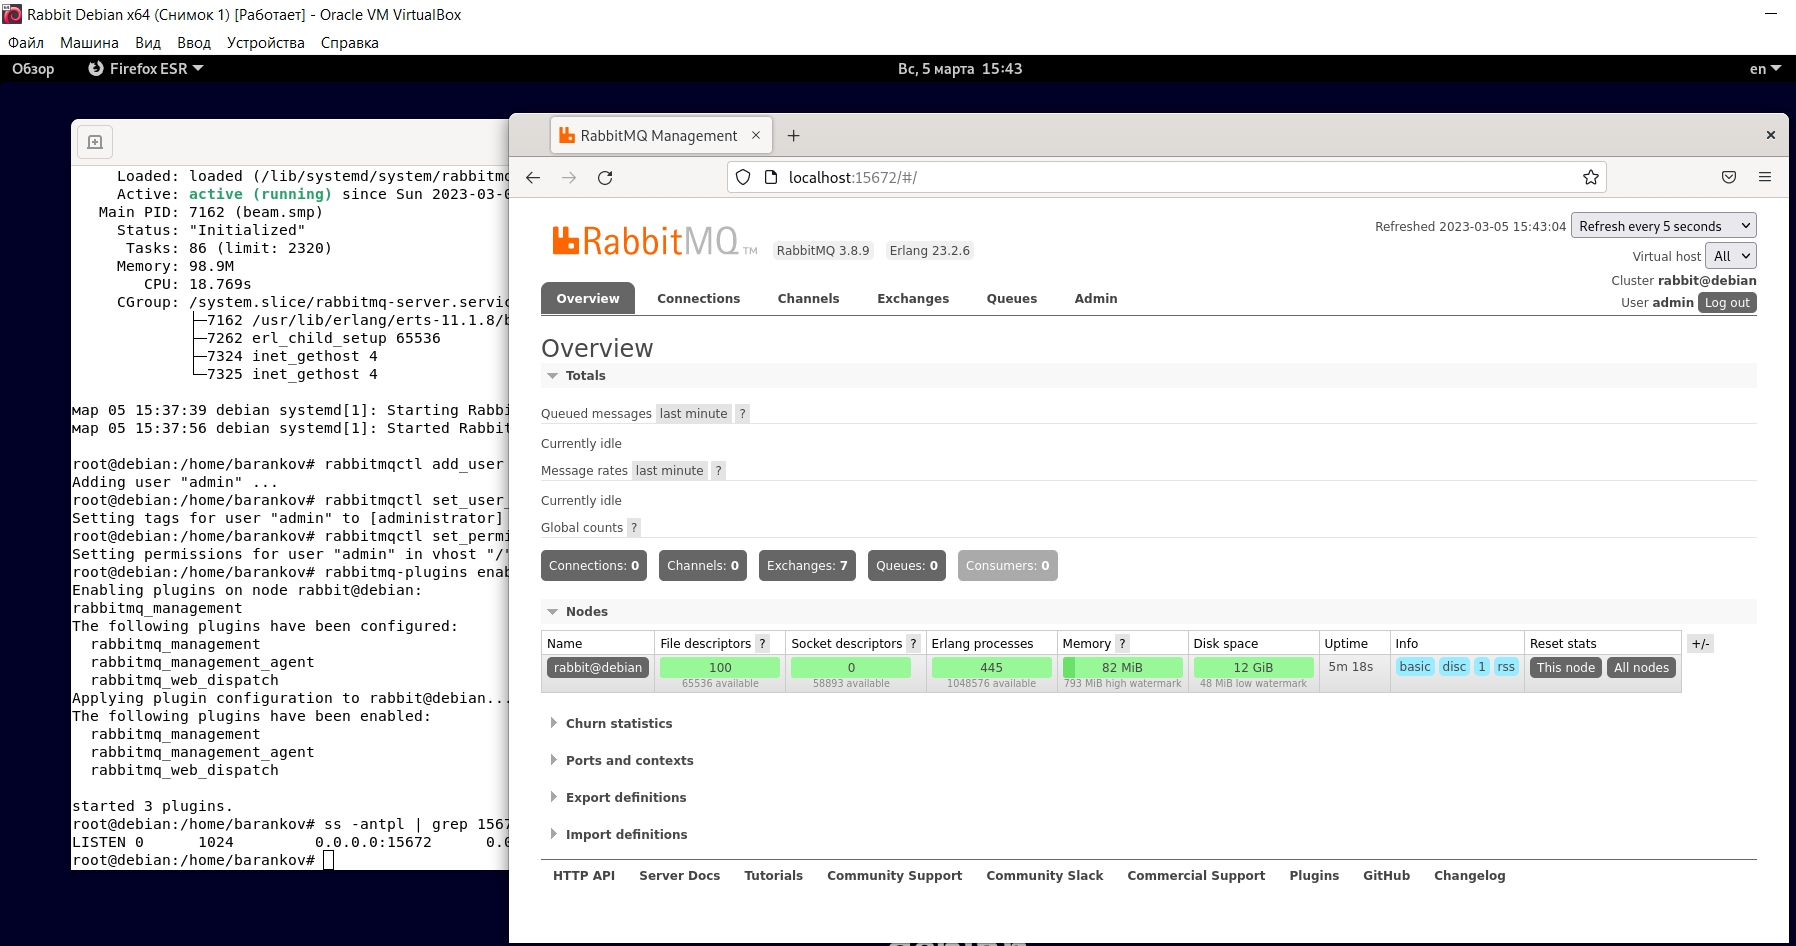 Rabbit Debian x64 (Снимок 1) [Работает] - Oracle VM VirtualBox
Файл Машина Вид Ввод Устройства Справка
Обзор Firefox ESR Вс, 5 марта 15:43 en
Loaded: loaded (/lib/systemd/system/rabbitmq
Active: active (running) since Sun 2023-03-0
Main PID: 7162 (beam.smp)
Status: "Initialized"
Tasks: 86 (limit: 2320)
Memory: 98.9M
CPU: 18.769s
CGroup: /system.slice/rabbitmq-server.servic
├─7162 /usr/lib/erlang/erts-11.1.8/b
├─7262 erl_child_setup 65536
├─7324 inet_gethost 4
└─7325 inet_gethost 4
мар 05 15:37:39 debian systemd[1]: Starting Rabbi
мар 05 15:37:56 debian systemd[1]: Started Rabbit
root@debian:/home/barankov# rabbitmqctl add_user
Adding user "admin" ...
root@debian:/home/barankov# rabbitmqctl set_user_
Setting tags for user "admin" to [administrator]
root@debian:/home/barankov# rabbitmqctl set_permi
Setting permissions for user "admin" in vhost "/"
root@debian:/home/barankov# rabbitmq-plugins enab
Enabling plugins on node rabbit@debian:
rabbitmq_management
The following plugins have been configured:
rabbitmq_management
rabbitmq_management_agent
rabbitmq_web_dispatch
Applying plugin configuration to rabbit@debian...
The following plugins have been enabled:
rabbitmq_management
rabbitmq_management_agent
rabbitmq_web_dispatch
started 3 plugins.
root@debian:/home/barankov# ss -antpl | grep 1567
LISTEN 0 1024 0.0.0.0:15672 0.0
root@debian:/home/barankov#
RabbitMQ Management
localhost:15672/#/
RabbitMQ TM RabbitMQ 3.8.9 Erlang 23.2.6
Refreshed 2023-03-05 15:43:04 Refresh every 5 seconds
Virtual host All
Cluster rabbit@debian
User admin Log out
Overview Connections Channels Exchanges Queues Admin
Overview
Totals
Queued messages last minute ?
Currently idle
Message rates last minute ?
Currently idle
Global counts ?
Connections: 0 Channels: 0 Exchanges: 7 Queues: 0 Consumers: 0
Nodes
Name File descriptors ? Socket descriptors ? Erlang processes Memory ? Disk space Uptime Info Reset stats +/-
rabbit@debian 100 0 445 82 MiB 12 GiB 5m 18s basic disc 1 rss This node All nodes
65536 available 58893 available 1048576 available 793 MiB high watermark 48 MiB low watermark
Churn statistics
Ports and contexts
Export definitions
Import definitions
HTTP API Server Docs Tutorials Community Support Community Slack Commercial Support Plugins GitHub Changelog